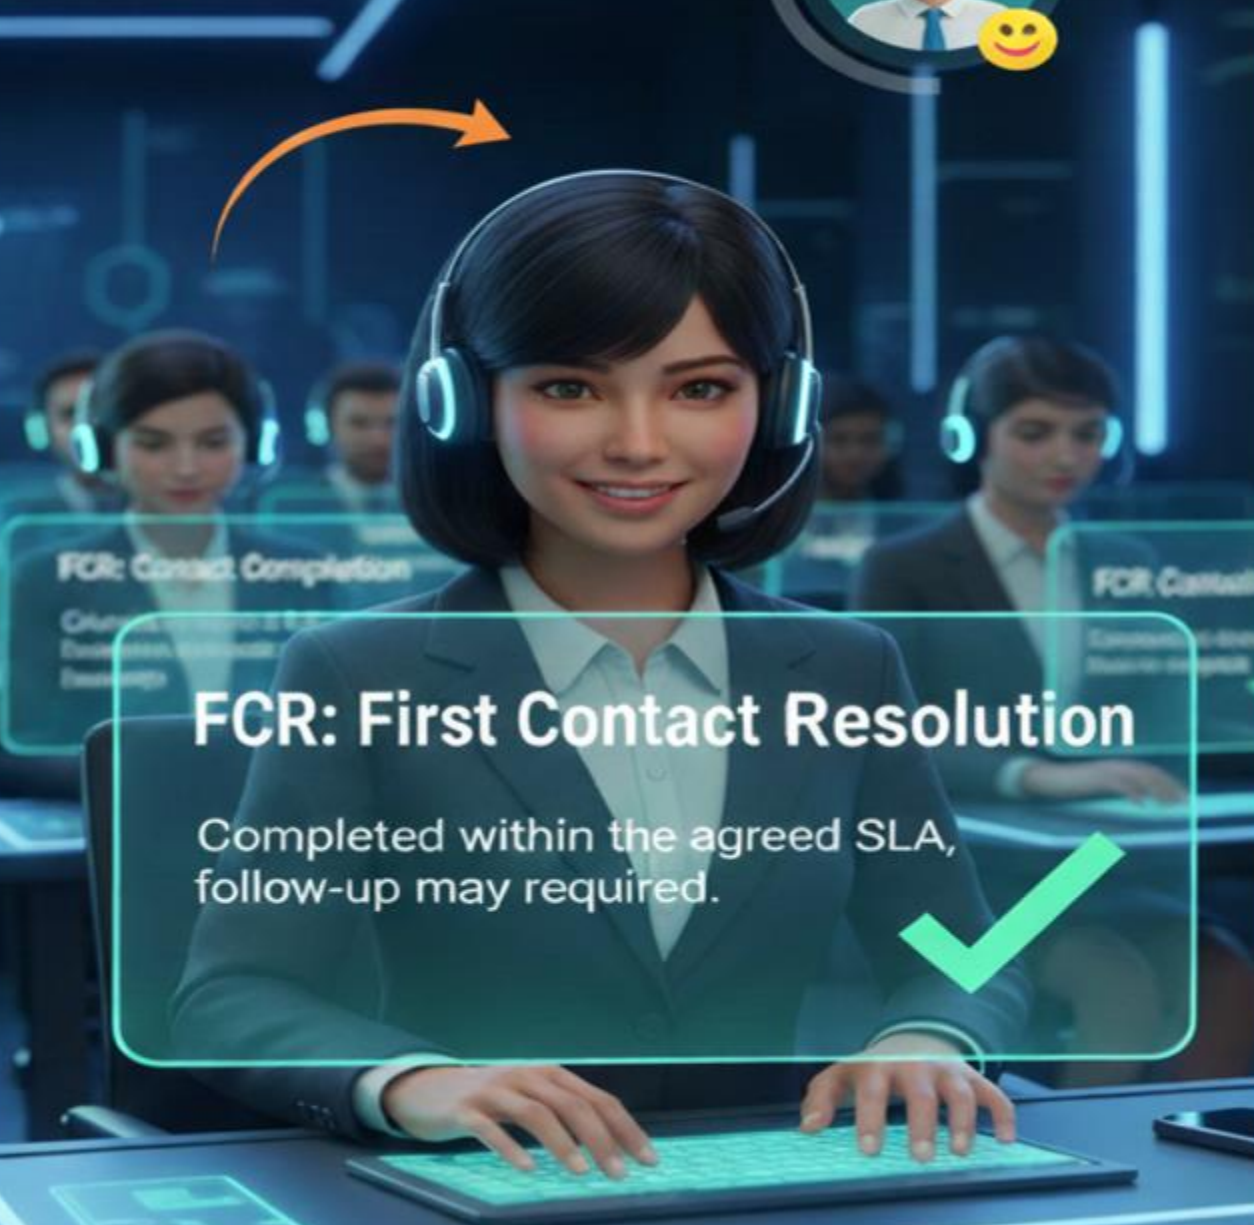 FCR: Contact Completion
FCR: First Contact Resolution
Completed within the agreed SLA,
follow-up may required.